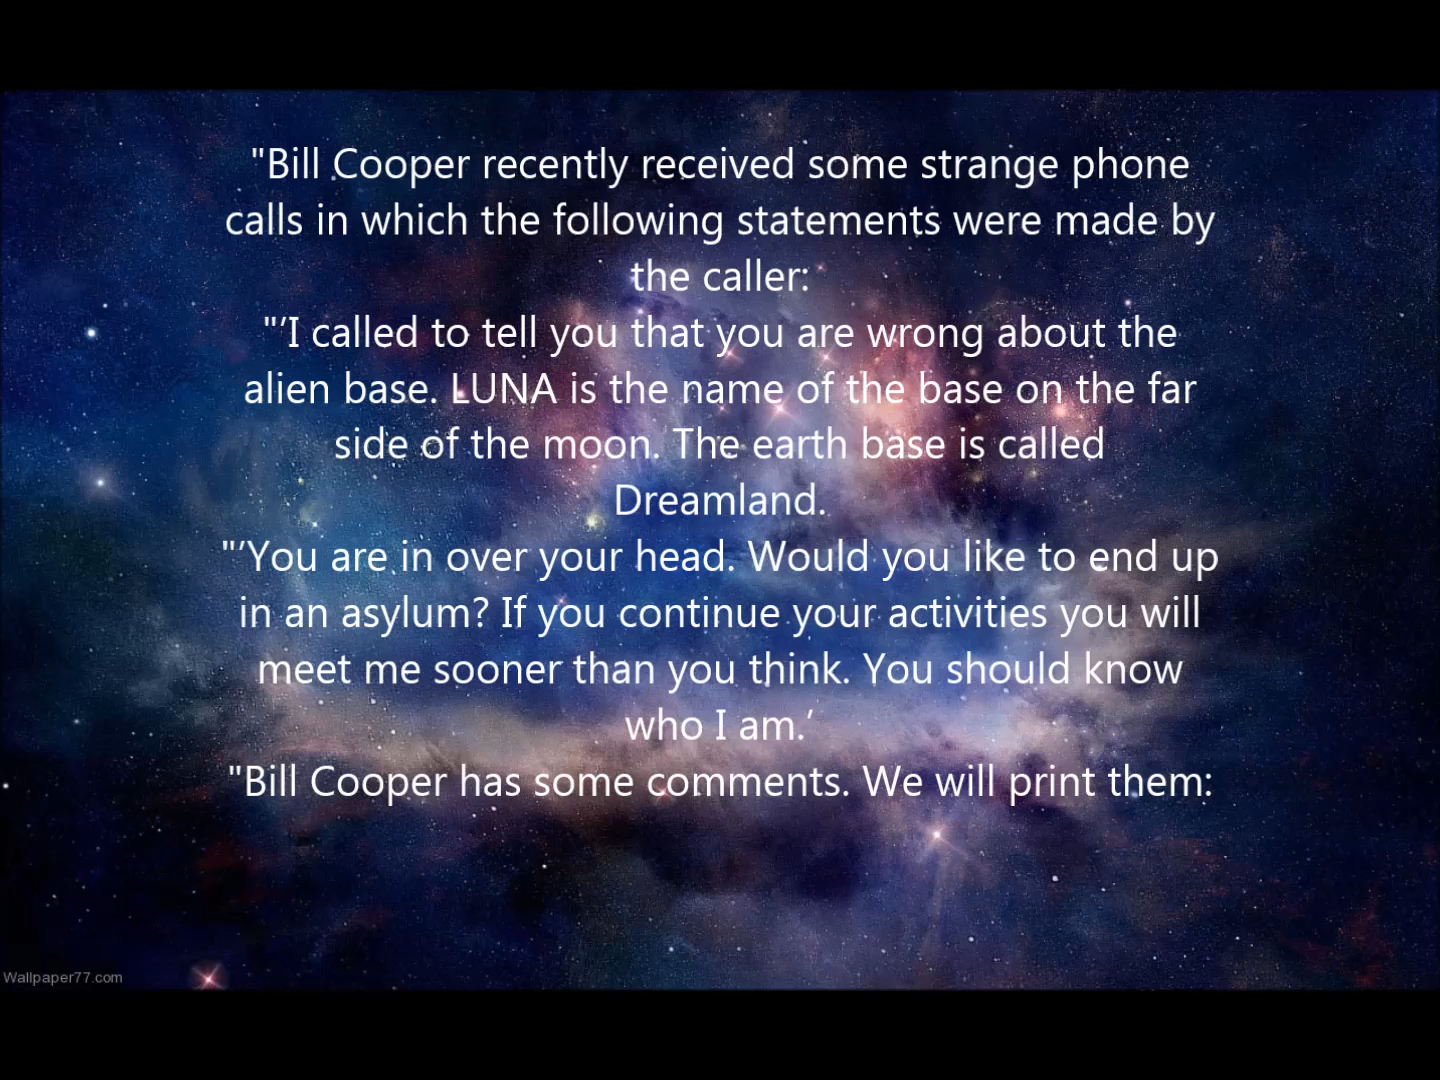 "Bill Cooper recently received some strange phone
calls in which the following statements were made by
the caller:
"’I called to tell you that you are wrong about the
alien base. LUNA is the name of the base on the far
side of the moon. The earth base is called
Dreamland.
"’You are in over your head. Would you like to end up
in an asylum? If you continue your activities you will
meet me sooner than you think. You should know
who I am.’
"Bill Cooper has some comments. We will print them:
Wallpaper77.com